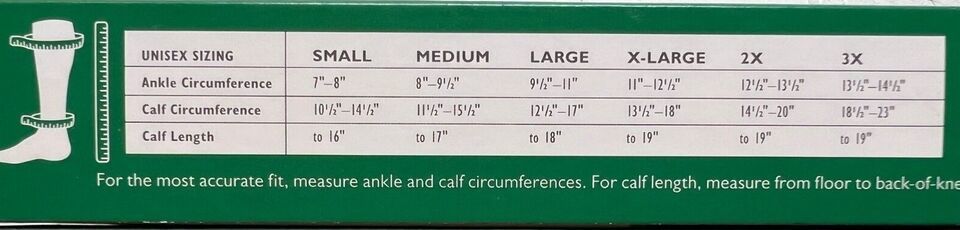 UNISEX SIZING SMALL MEDIUM LARGE X-LARGE 2X 3X
Ankle Circumference 7"–8" 8"–9½" 9½"–11" 11"–12½" 12½"–13½" 13½"–14½"
Calf Circumference 10½"–14½" 11½"–15½" 12½"–17" 13½"–18" 14½"–20" 18½"–23"
Calf Length to 16" to 17" to 18" to 19" to 19" to 19"
For the most accurate fit, measure ankle and calf circumferences. For calf length, measure from floor to back-of-kne